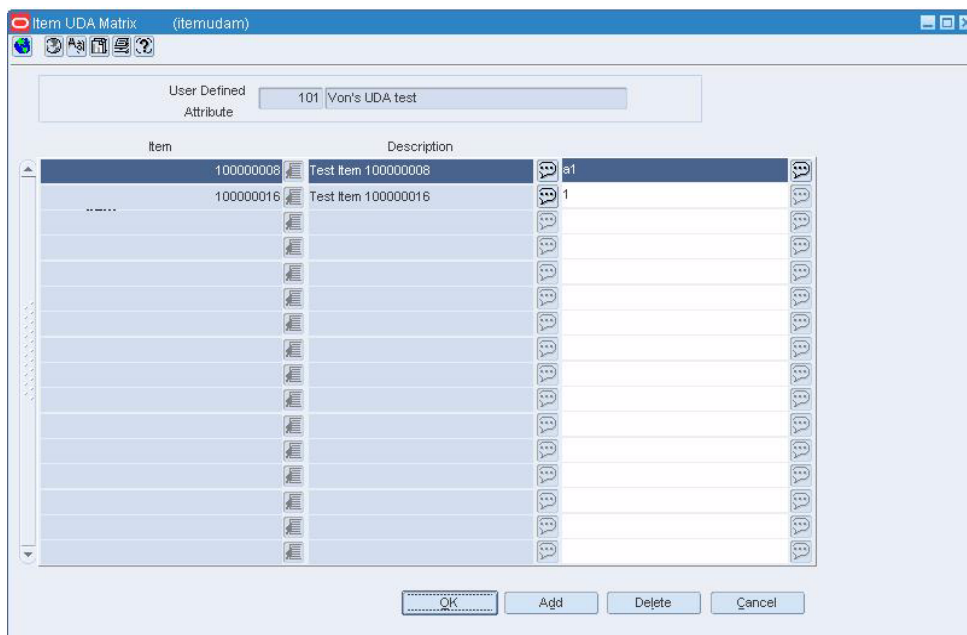 Item UDA Matrix (itemudam)
User Defined
Attribute
101 Von's UDA test
Item Description
100000008 Test Item 100000008 a1
100000016 Test Item 100000016 1
OK Add Delete Cancel